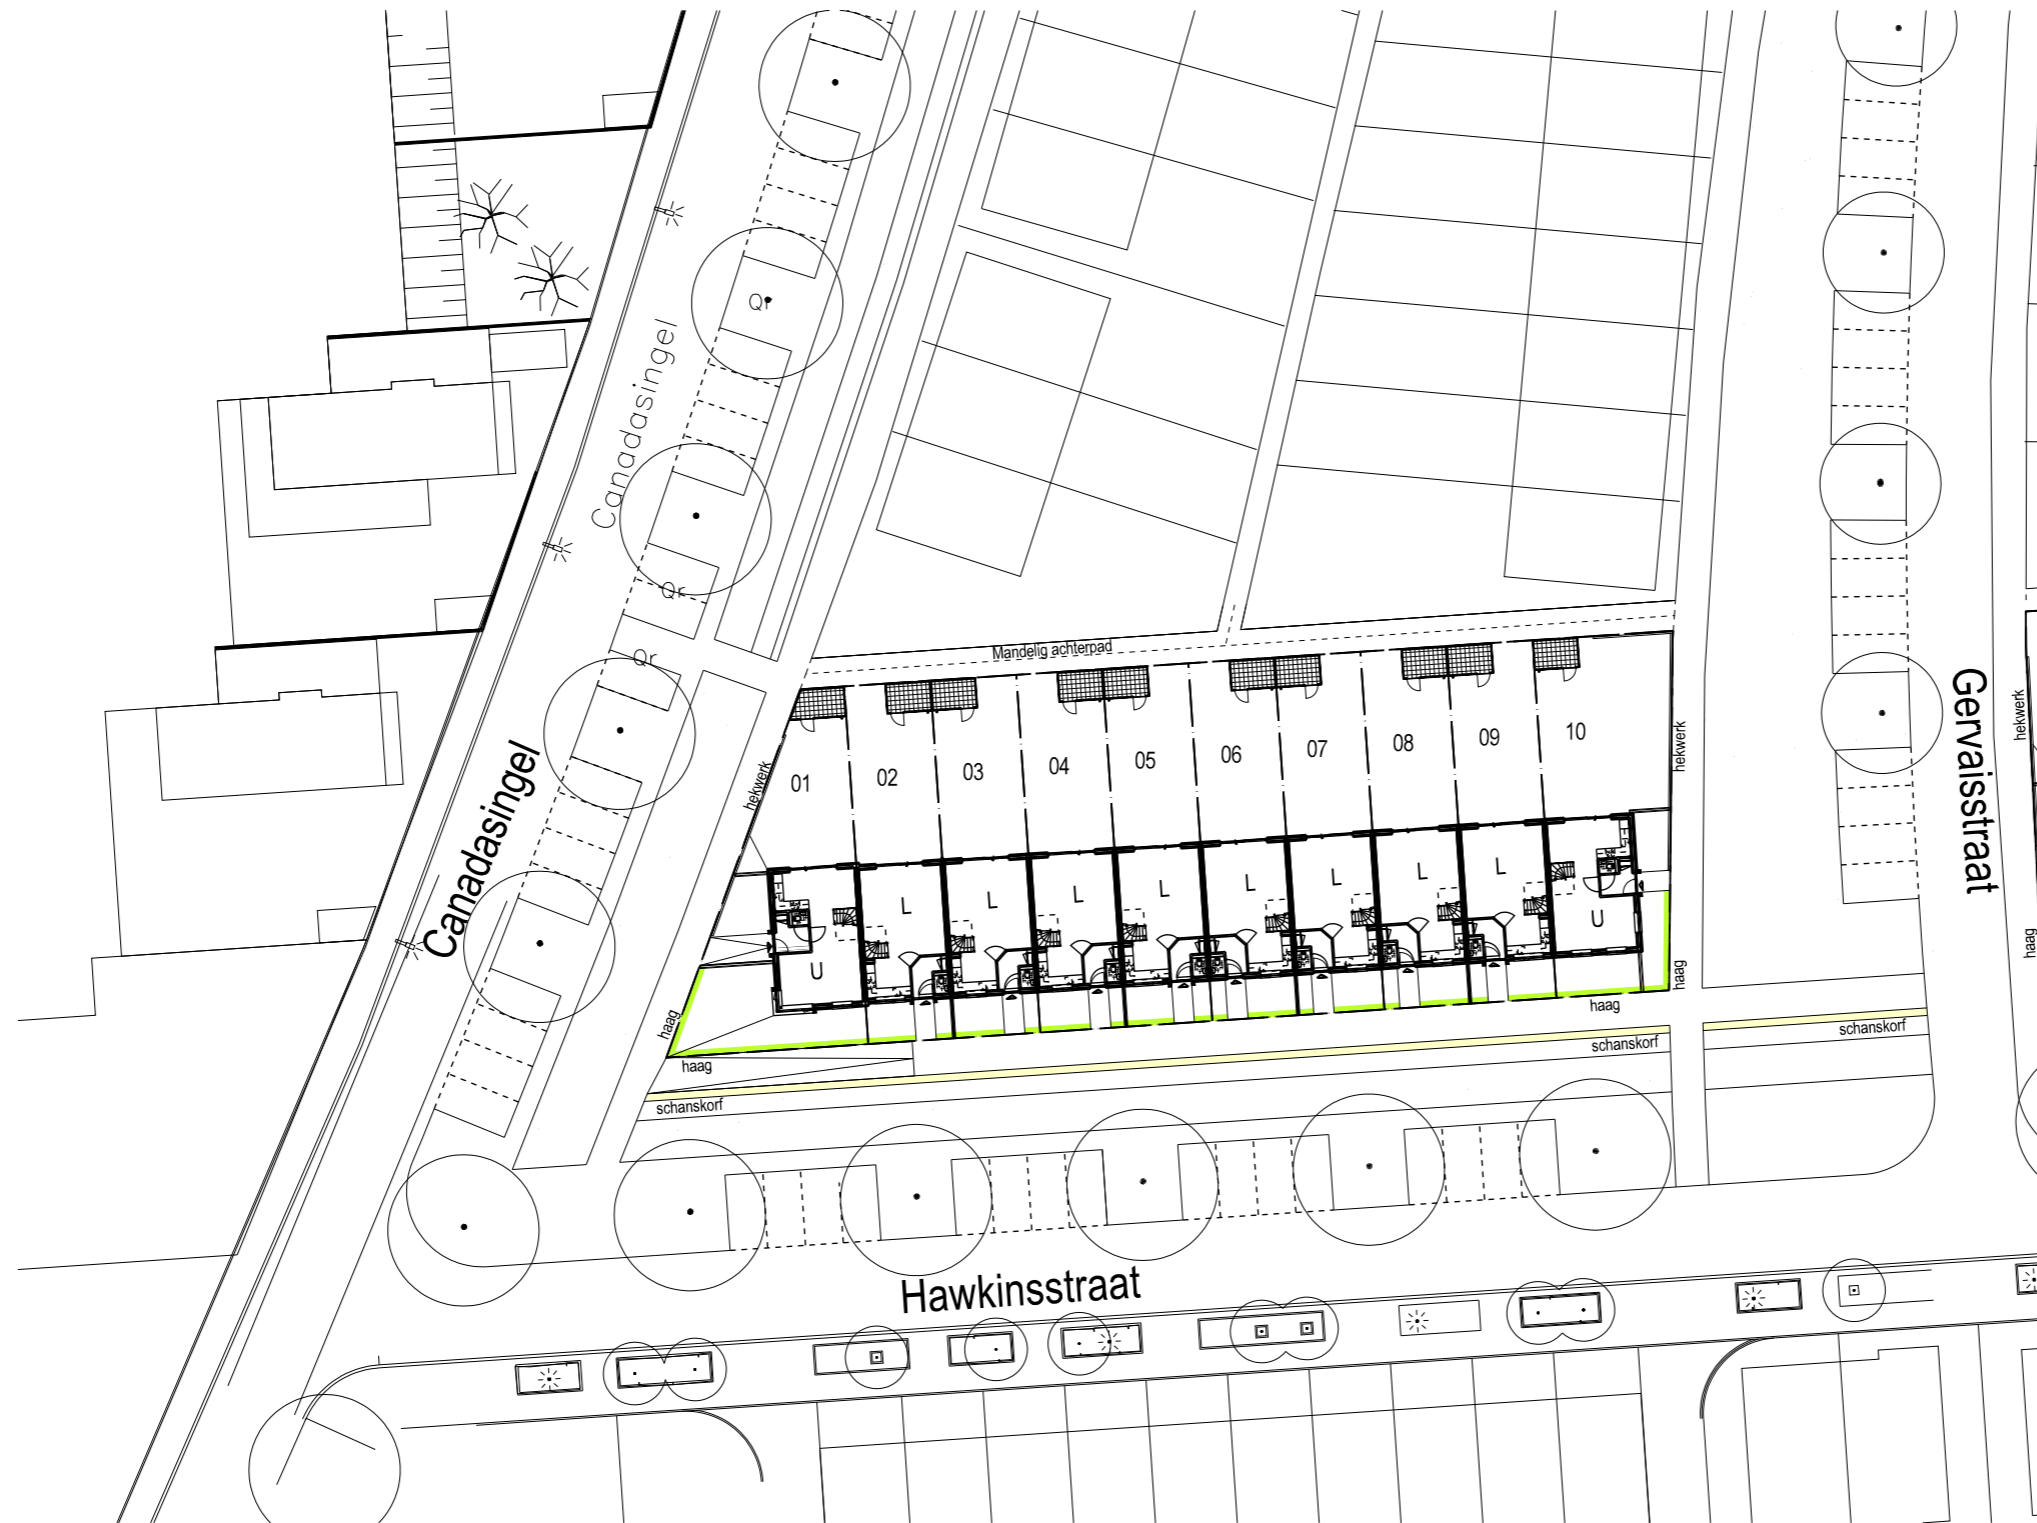 Qr
Canadasingel
Qr
Qr
Mandelig achterpad
Canadasingel
Gervaisstraat
hekwerk
hekwerk
hekwerk
01
02
03
04
05
06
07
08
09
10
U
L
L
L
L
L
L
L
L
U
haag
haag
haag
haag
haag
schanskorf
schanskorf
schanskorf
Hawkinsstraat